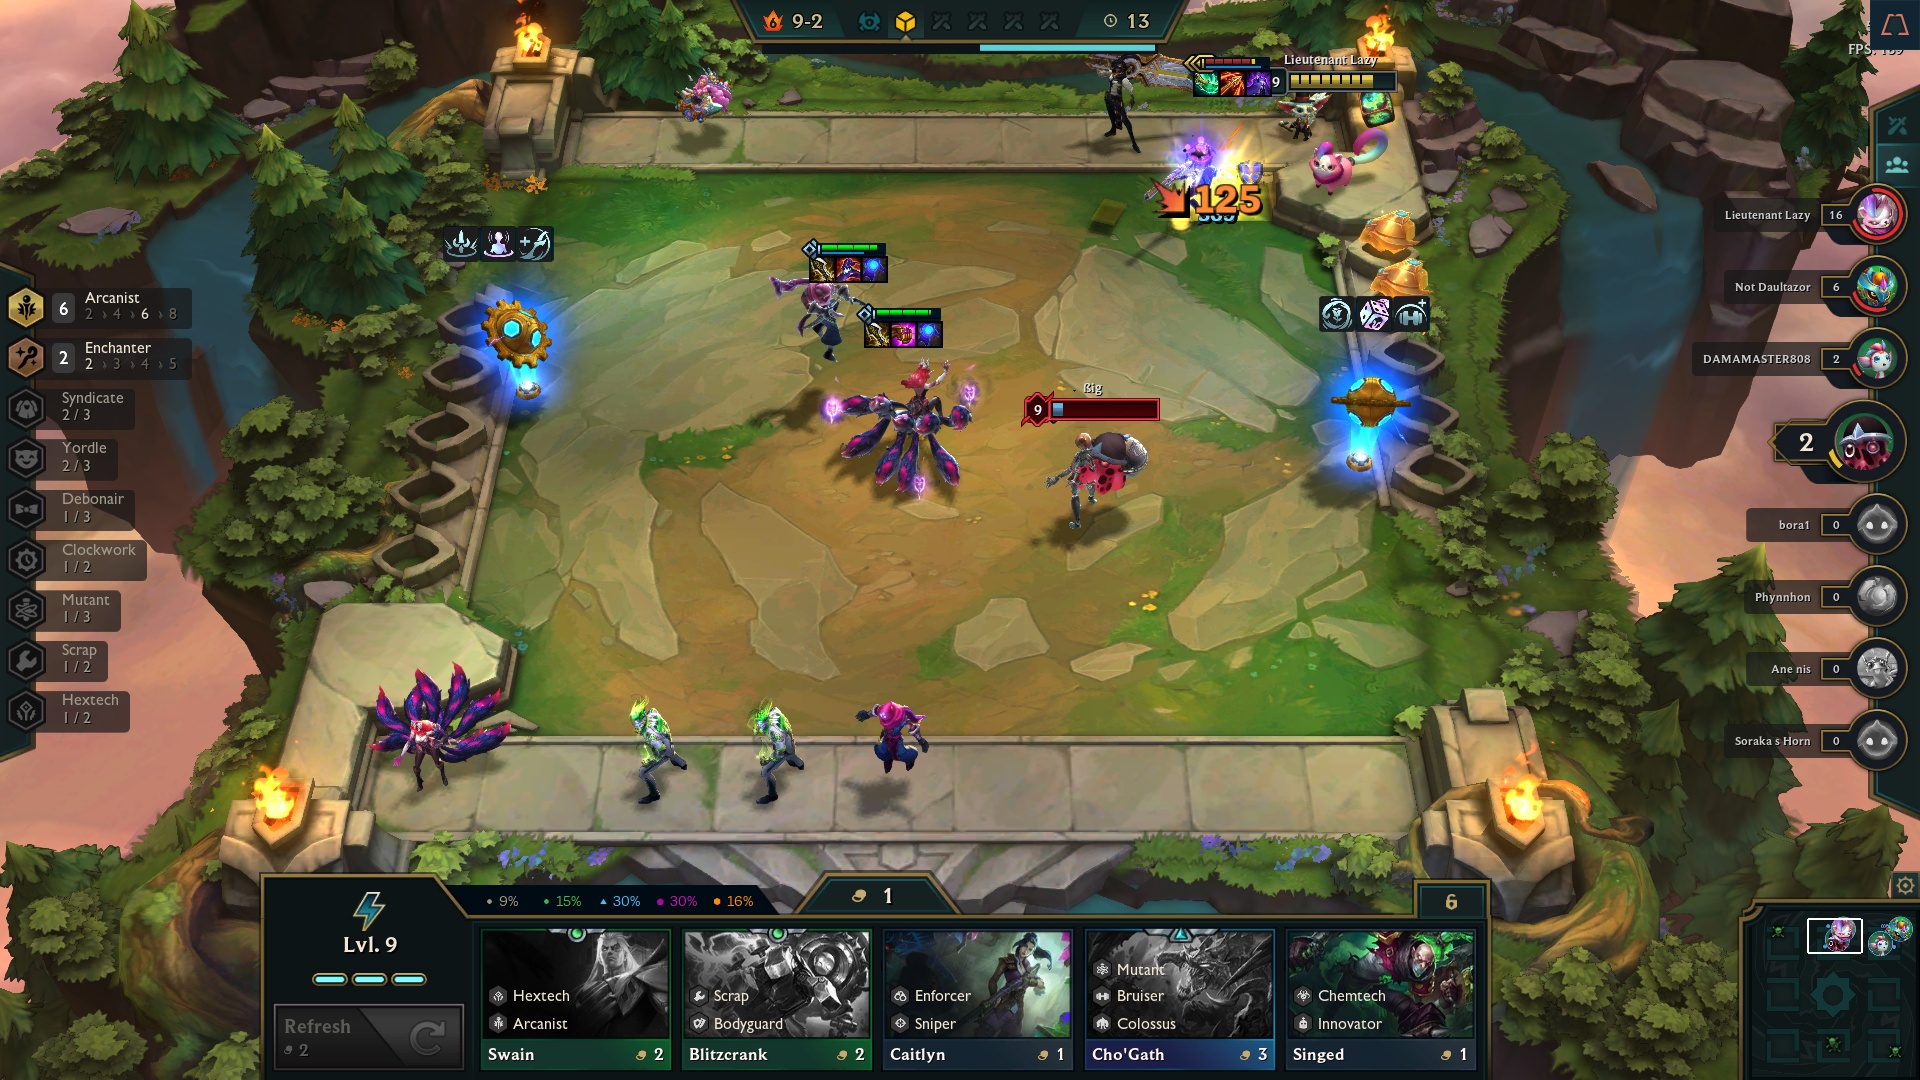 9-2
13
FPS:
Lieutenant Lazy
9
125
Big
9
Lieutenant Lazy 16
Not Daultazor 6
DAMAMASTER808 2
2
bora1 0
Phynnhon 0
Ane nis 0
Soraka s Horn 0
6 Arcanist
2 › 4 › 6 › 8
2 Enchanter
2 › 3 › 4 › 5
Syndicate
2 / 3
Yordle
2 / 3
Debonair
1 / 3
Clockwork
1 / 2
Mutant
1 / 3
Scrap
1 / 2
Hextech
1 / 2
9% 15% 30% 30% 16%
1
6
Lvl. 9
Refresh
2
Hextech
Arcanist
Swain 2
Scrap
Bodyguard
Blitzcrank 2
Enforcer
Sniper
Caitlyn 1
Mutant
Bruiser
Colossus
Cho'Gath 3
Chemtech
Innovator
Singed 1